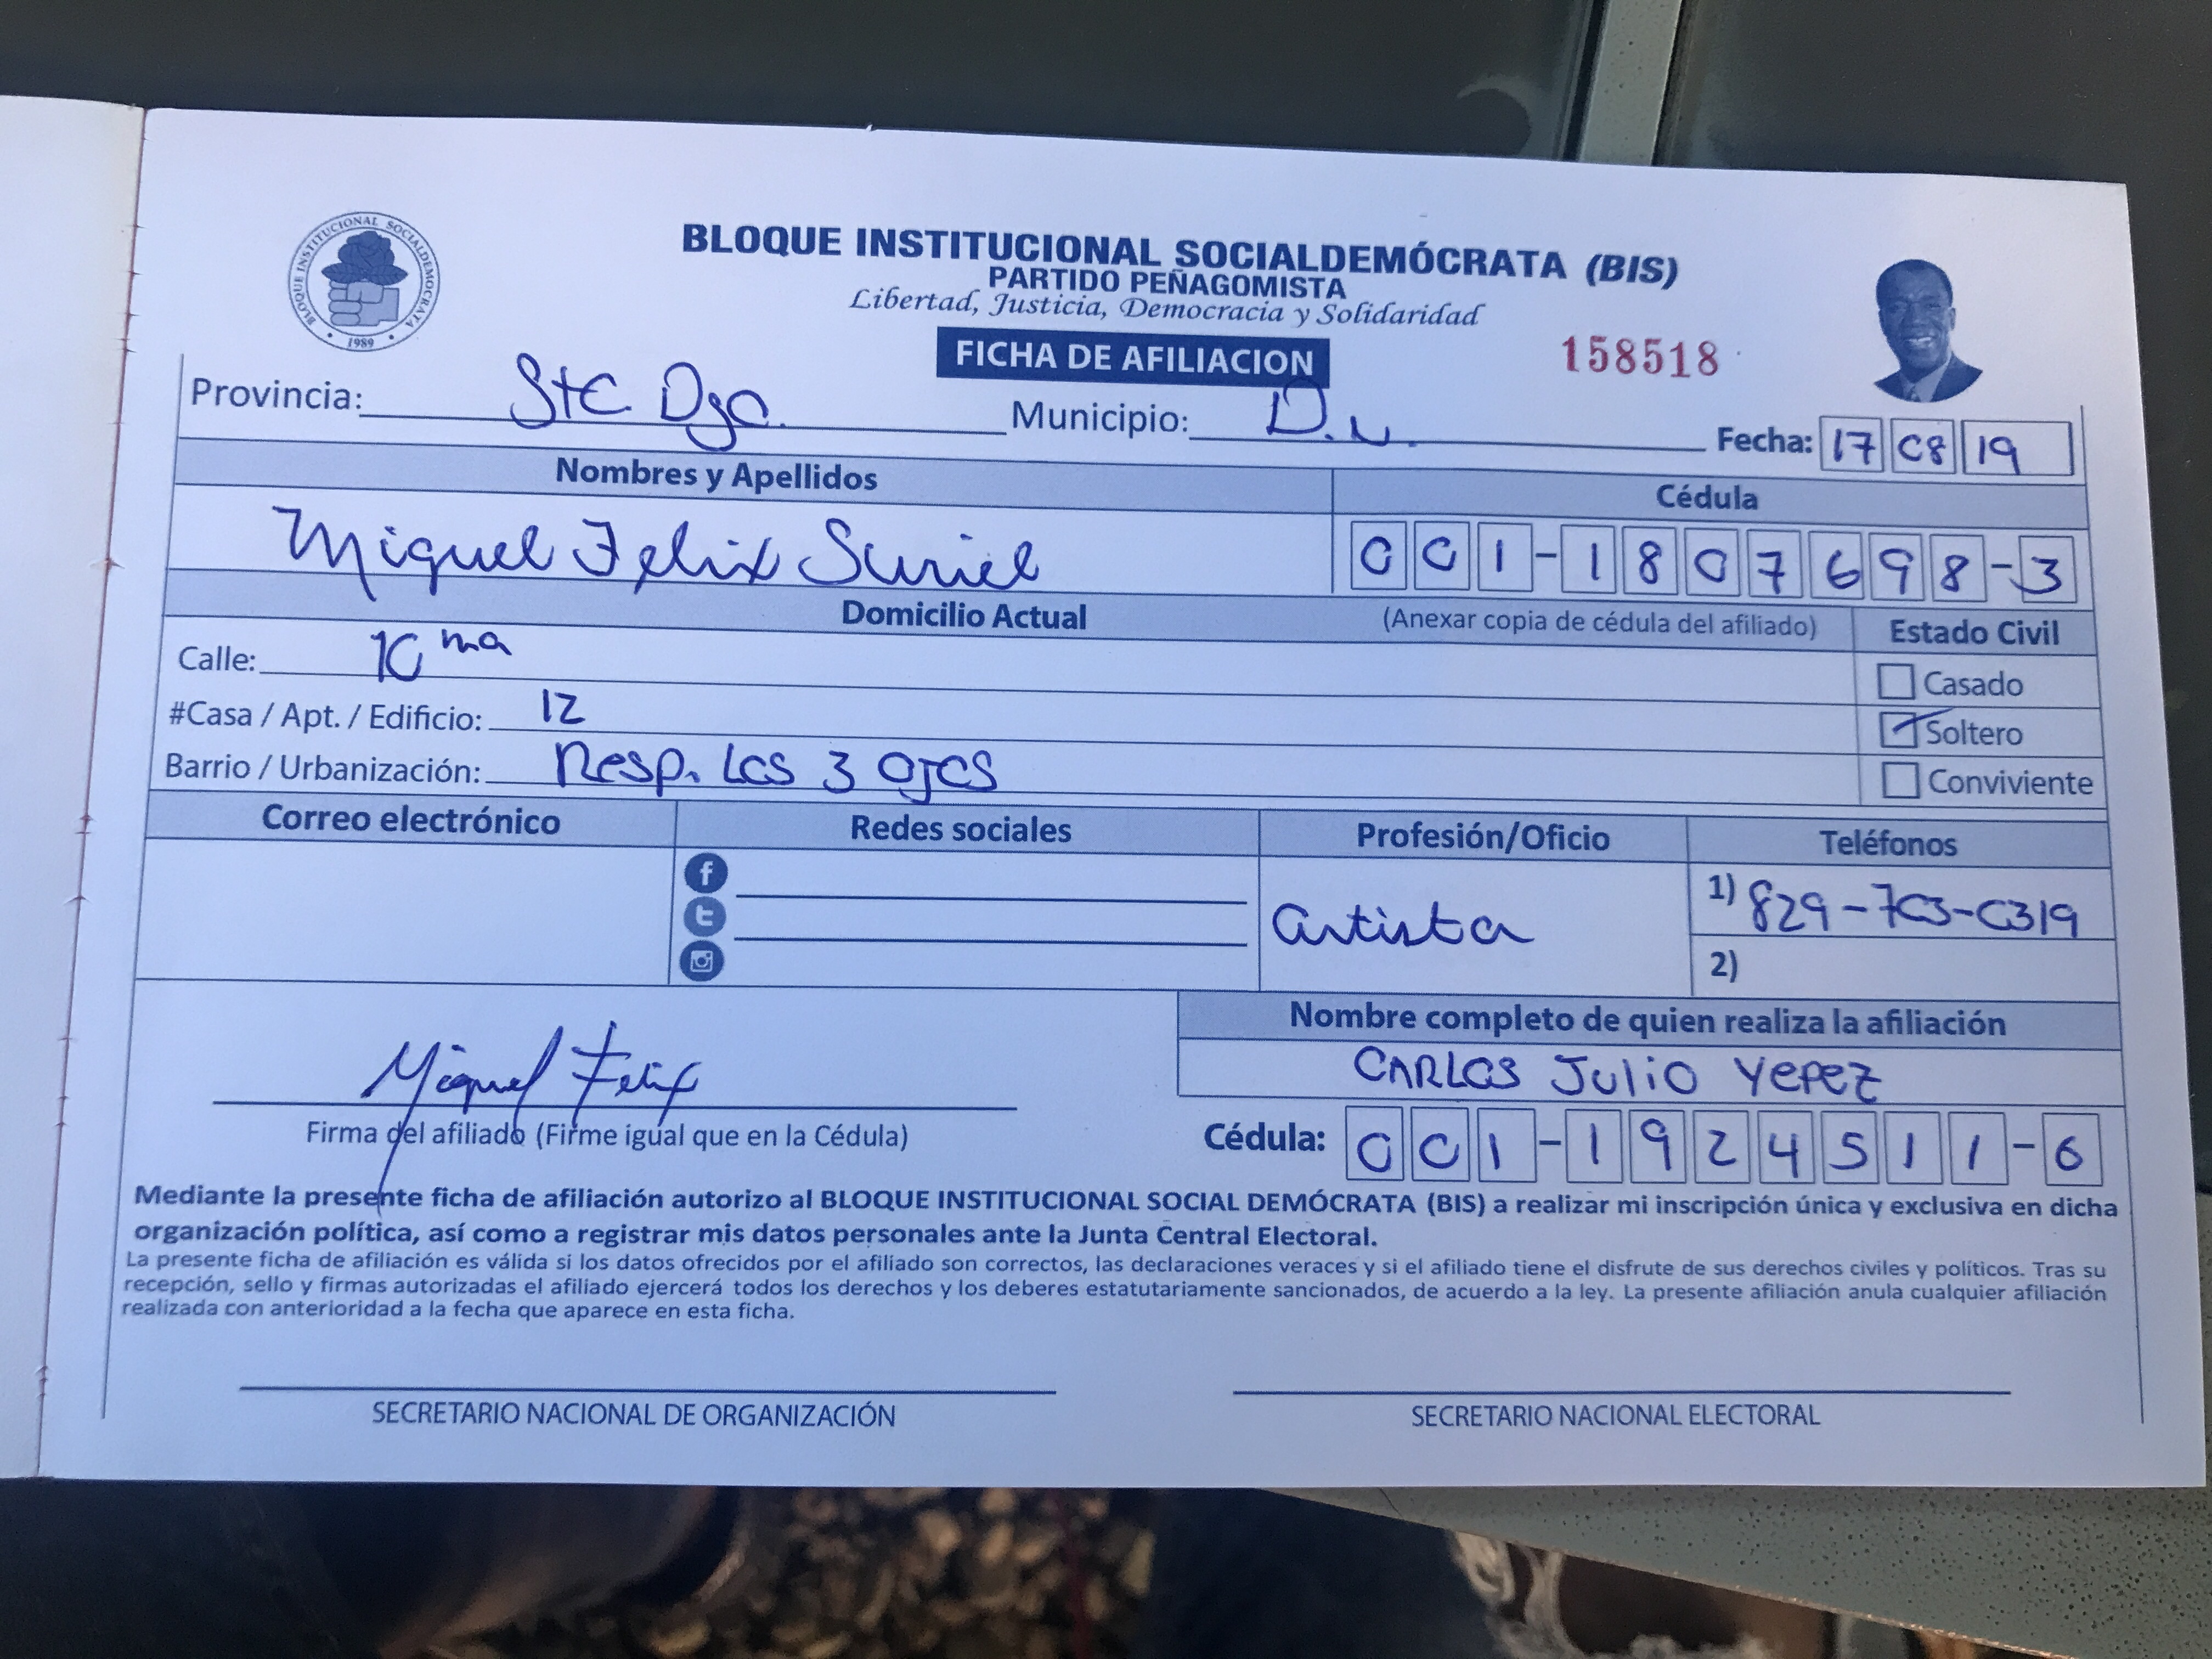 BLOQUE INSTITUCIONAL SOCIALDEMOCRATA
1989
BLOQUE INSTITUCIONAL SOCIALDEMÓCRATA (BIS)
PARTIDO PEÑAGOMISTA
Libertad, Justicia, Democracia y Solidaridad
FICHA DE AFILIACION
158518
Provincia: Sto Dgo. Municipio: D.N. Fecha: 17 08 19
Nombres y Apellidos Cédula
Miguel Felix Suriel 001-1807698-3
Domicilio Actual (Anexar copia de cédula del afiliado) Estado Civil
Calle: 10 ma
Casado
#Casa / Apt. / Edificio: 12
Soltero
Barrio / Urbanización: Resp. Los 3 Ojos
Conviviente
Correo electrónico Redes sociales Profesión/Oficio Teléfonos
f
t
Artista
1) 829-703-0319
2)
Nombre completo de quien realiza la afiliación
CARLOS JULIO YEPEZ
Miguel Felix
Firma del afiliado (Firme igual que en la Cédula)
Cédula: 001-1924511-6
Mediante la presente ficha de afiliación autorizo al BLOQUE INSTITUCIONAL SOCIAL DEMÓCRATA (BIS) a realizar mi inscripción única y exclusiva en dicha
organización política, así como a registrar mis datos personales ante la Junta Central Electoral.
La presente ficha de afiliación es válida si los datos ofrecidos por el afiliado son correctos, las declaraciones veraces y si el afiliado tiene el disfrute de sus derechos civiles y políticos. Tras su
recepción, sello y firmas autorizadas el afiliado ejercerá todos los derechos y los deberes estatutariamente sancionados, de acuerdo a la ley. La presente afiliación anula cualquier afiliación
realizada con anterioridad a la fecha que aparece en esta ficha.
SECRETARIO NACIONAL DE ORGANIZACIÓN
SECRETARIO NACIONAL ELECTORAL